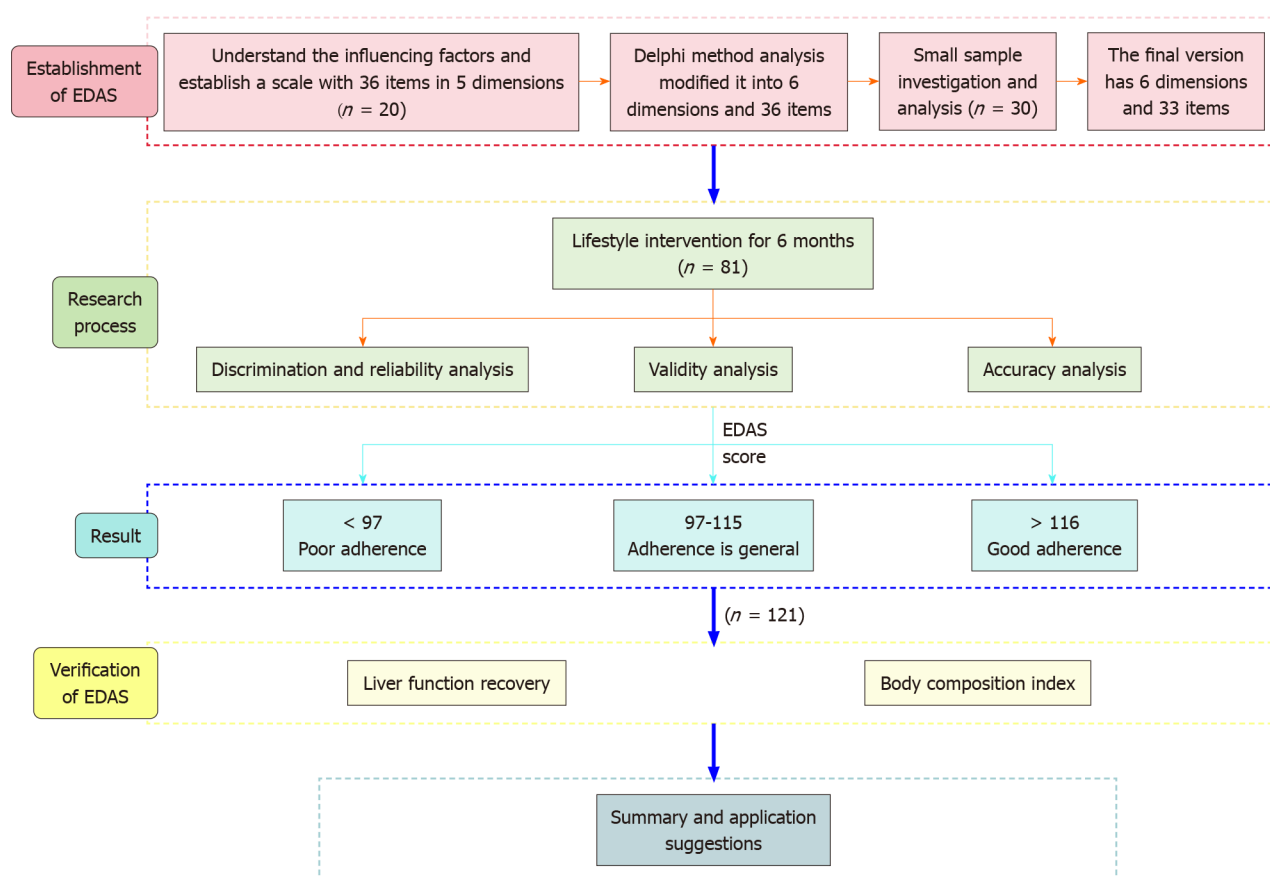 Establishment
of EDAS
Understand the influencing factors and
establish a scale with 36 items in 5 dimensions
(n = 20)
Delphi method analysis
modified it into 6
dimensions and 36 items
Small sample
investigation and
analysis (n = 30)
The final version
has 6 dimensions
and 33 items
Research
process
Lifestyle intervention for 6 months
(n = 81)
Discrimination and reliability analysis
Validity analysis
Accuracy analysis
EDAS
score
Result
< 97
Poor adherence
97-115
Adherence is general
> 116
Good adherence
(n = 121)
Verification
of EDAS
Liver function recovery
Body composition index
Summary and application
suggestions